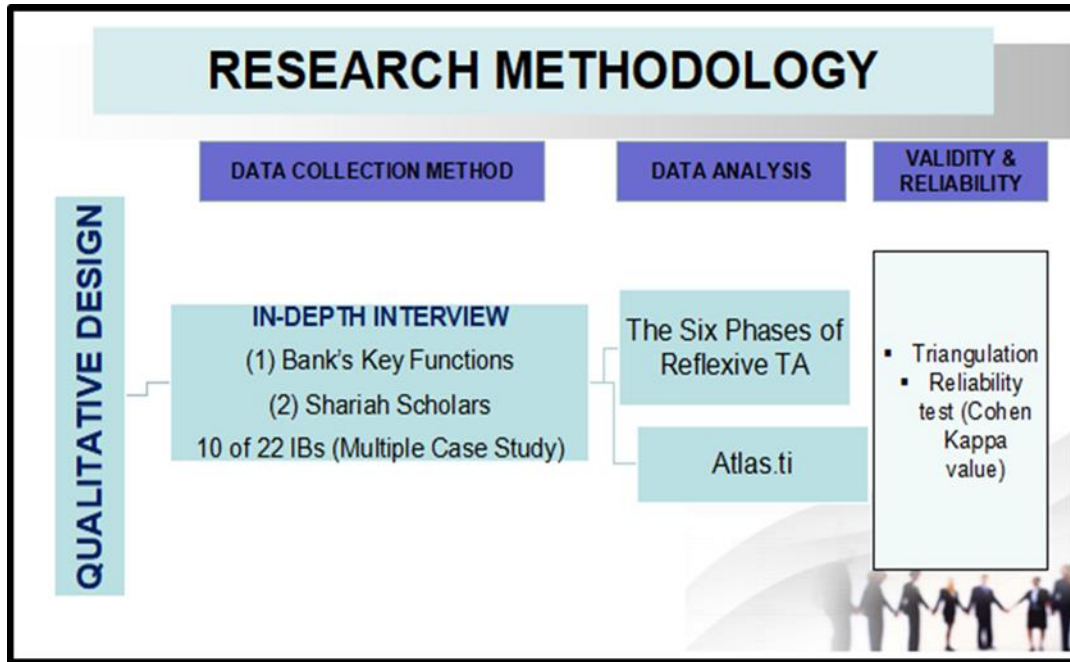 RESEARCH METHODOLOGY
DATA COLLECTION METHOD
DATA ANALYSIS
VALIDITY &
RELIABILITY
QUALITATIVE DESIGN
IN-DEPTH INTERVIEW
(1) Bank's Key Functions
(2) Shariah Scholars
10 of 22 IBs (Multiple Case Study)
The Six Phases of
Reflexive TA
Atlas.ti
▪ Triangulation
▪ Reliability
test (Cohen
Kappa
value)